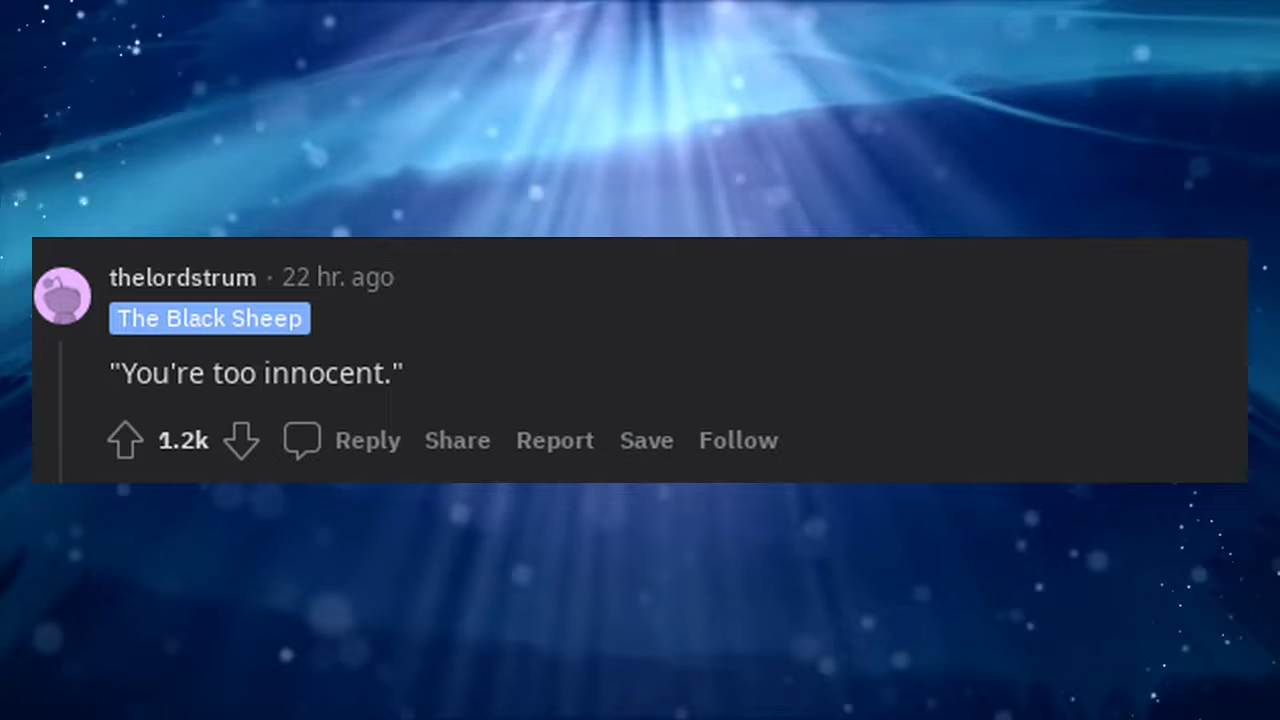 thelordstrum · 22 hr. ago
The Black Sheep
"You're too innocent."
1.2k Reply Share Report Save Follow